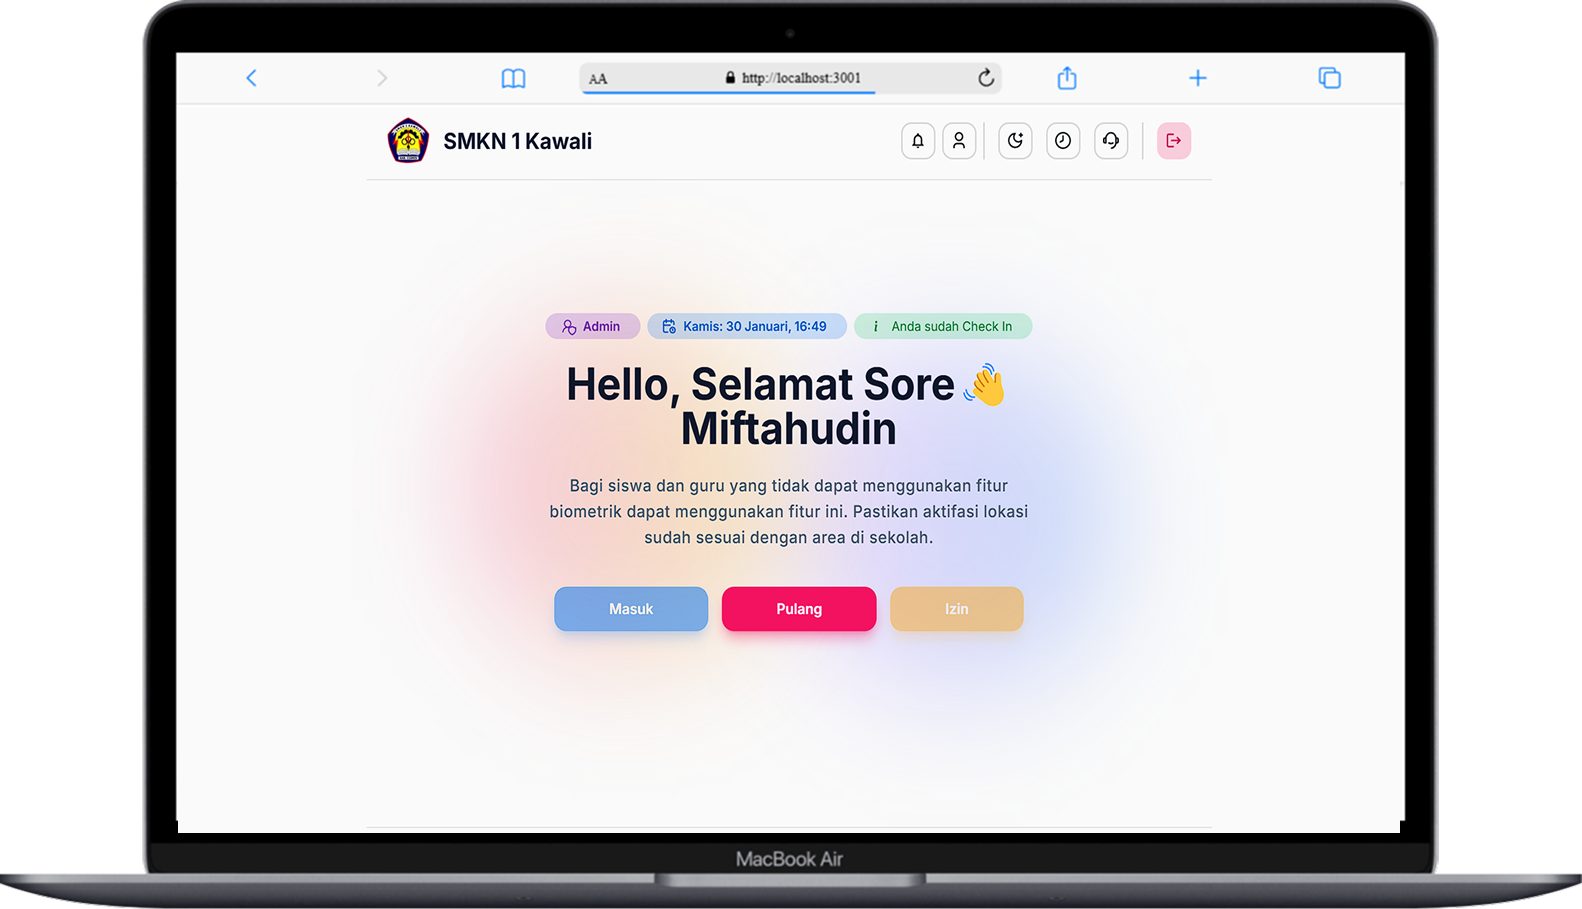 AA http://localhost:3001
SMKN 1 Kawali
Admin Kamis: 30 Januari, 16:49 Anda sudah Check In
Hello, Selamat Sore 👋
Miftahudin
Bagi siswa dan guru yang tidak dapat menggunakan fitur
biometrik dapat menggunakan fitur ini. Pastikan aktifasi lokasi
sudah sesuai dengan area di sekolah.
Masuk Pulang Izin
MacBook Air